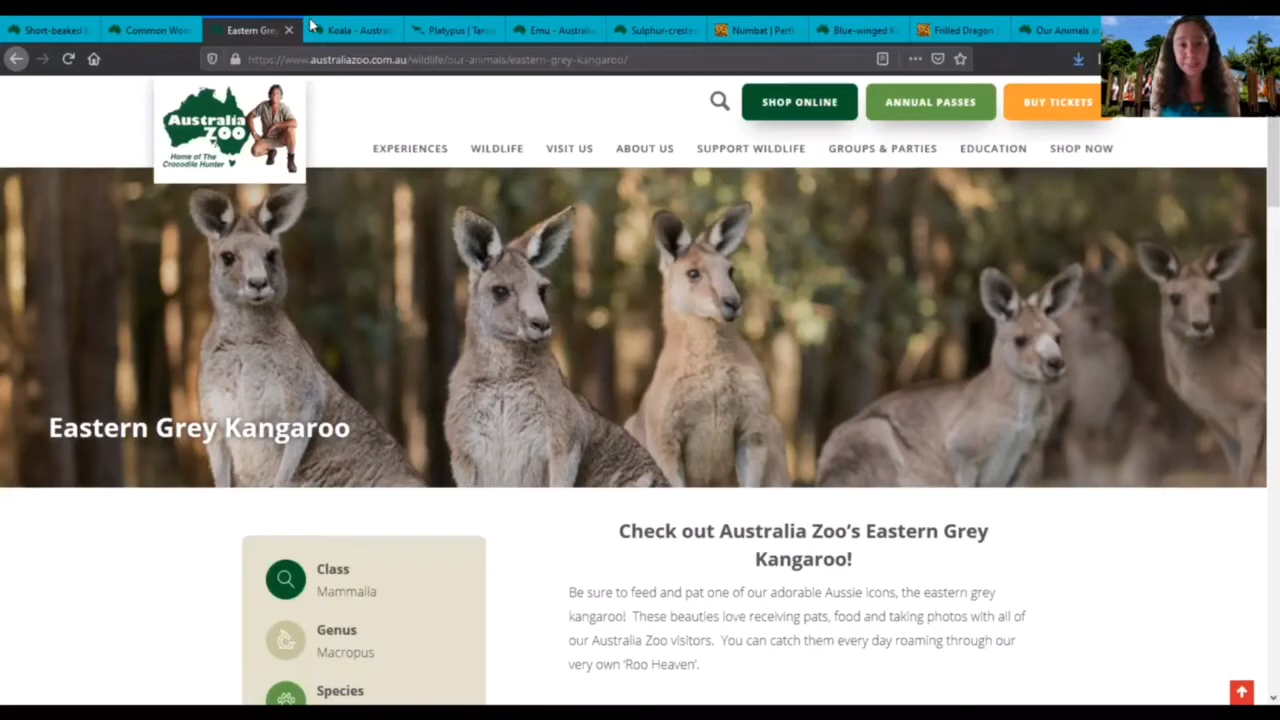 Short-beaked
Common Wom
Eastern Grey
Koala - Austra
Platypus | Taro
Emu - Australia
Sulphur-creste
Numbat | Perth
Blue-winged K
Frilled Dragon
Our Animals a
https://www.australiazoo.com.au/wildlife/our-animals/eastern-grey-kangaroo/
Australia
ZOO
Home of The
Crocodile Hunter
SHOP ONLINE
ANNUAL PASSES
BUY TICKETS
EXPERIENCES
WILDLIFE
VISIT US
ABOUT US
SUPPORT WILDLIFE
GROUPS & PARTIES
EDUCATION
SHOP NOW
Eastern Grey Kangaroo
Class
Mammalia
Genus
Macropus
Species
Check out Australia Zoo's Eastern Grey
Kangaroo!
Be sure to feed and pat one of our adorable Aussie icons, the eastern grey
kangaroo! These beauties love receiving pats, food and taking photos with all of
our Australia Zoo visitors. You can catch them every day roaming through our
very own 'Roo Heaven'.